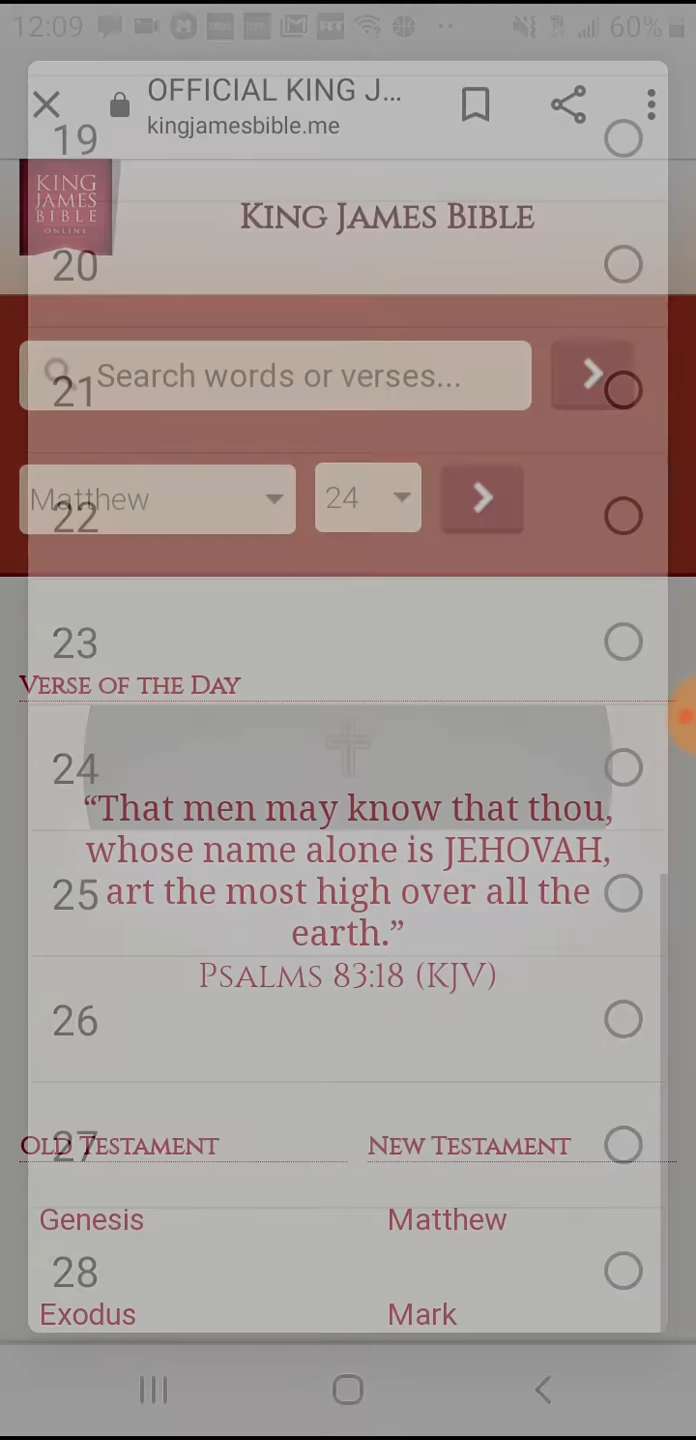 12:09
60%
OFFICIAL KING J...
kingjamesbible.me
19
KING
JAMES
BIBLE
ONLINE
KING JAMES BIBLE
20
21
Search words or verses...
Matthew
24
22
23
VERSE OF THE DAY
24
“That men may know that thou,
whose name alone is JEHOVAH,
25
art the most high over all the
earth.”
PSALMS 83:18 (KJV)
26
27
OLD TESTAMENT
NEW TESTAMENT
Genesis
Matthew
28
Exodus
Mark